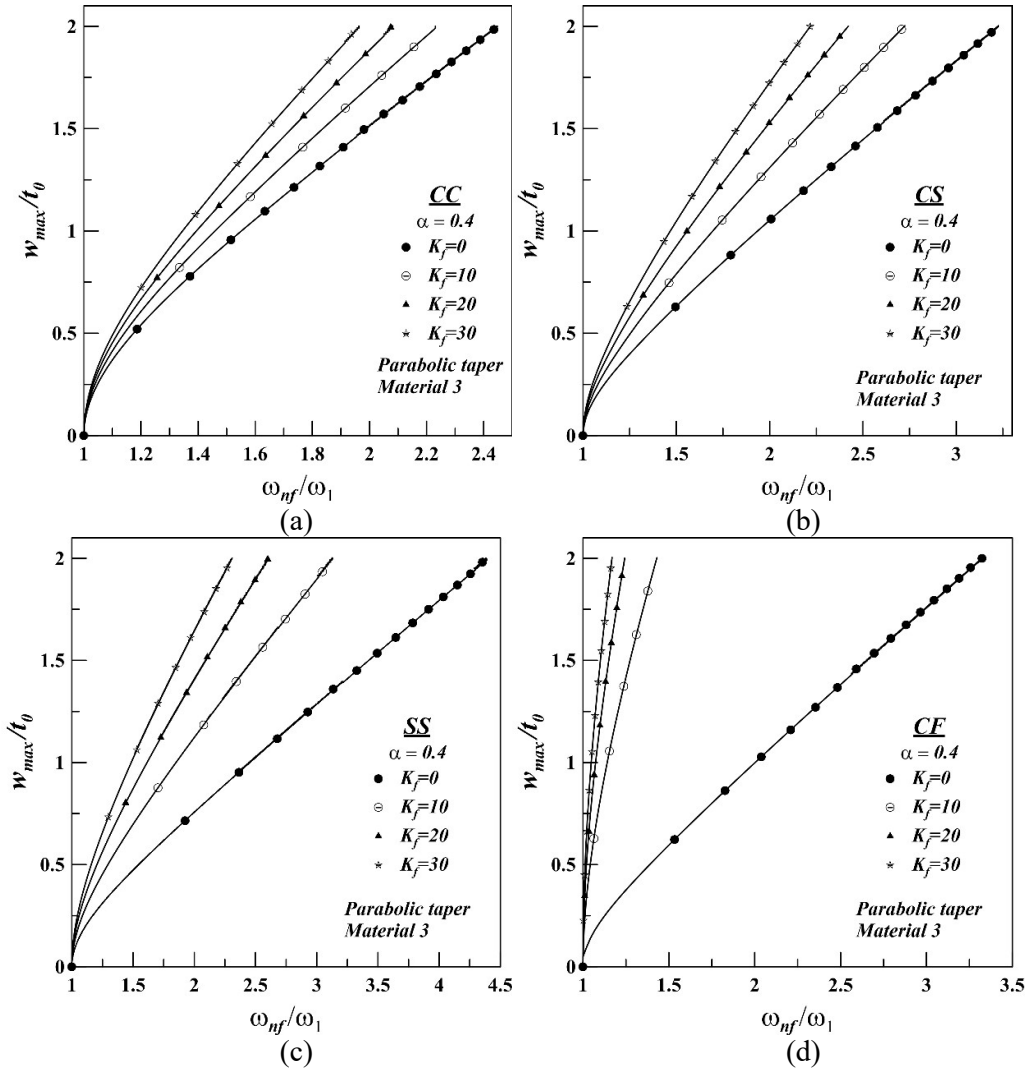 2
1.5
1
0.5
0
w_max/t_0
CC
α = 0.4
K_f=0
K_f=10
K_f=20
K_f=30
Parabolic taper
Material 3
1 1.2 1.4 1.6 1.8 2 2.2 2.4
ω_nf/ω_1
(a)
2
1.5
1
0.5
0
w_max/t_0
CS
α = 0.4
K_f=0
K_f=10
K_f=20
K_f=30
Parabolic taper
Material 3
1 1.5 2 2.5 3
ω_nf/ω_1
(b)
2
1.5
1
0.5
0
w_max/t_0
SS
α = 0.4
K_f=0
K_f=10
K_f=20
K_f=30
Parabolic taper
Material 3
1 1.5 2 2.5 3 3.5 4 4.5
ω_nf/ω_1
(c)
2
1.5
1
0.5
0
w_max/t_0
CF
α = 0.4
K_f=0
K_f=10
K_f=20
K_f=30
Parabolic taper
Material 3
1 1.5 2 2.5 3 3.5
ω_nf/ω_1
(d)